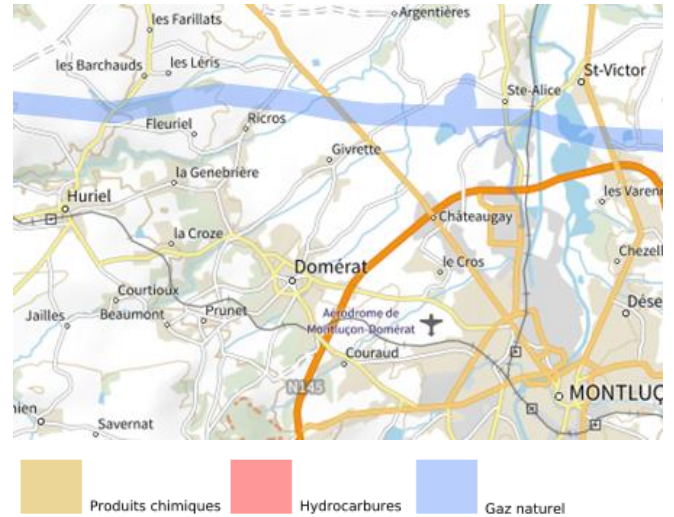 les Farillats
Argentières
les Barchauds
les Léris
St-Victor
Ste-Alice
Fleuriel
Ricros
Givrette
la Genebrière
Huriel
les Varenn
Châteaugay
la Croze
Chezell
le Cros
Domérat
Courtioux
Jailles
Beaumont
Prunet
Aérodrome de
Montluçon-Domérat
Dése
Couraud
N145
MONTLUÇ
ien
Savernat
Produits chimiques
Hydrocarbures
Gaz naturel